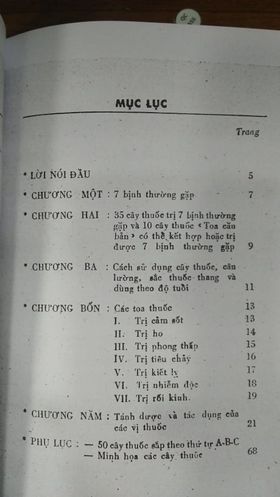 MỤC LỤC
Trang
* LỜI NÓI ĐẦU 5
* CHƯƠNG MỘT : 7 bịnh thường gặp 7
* CHƯƠNG HAI : 35 cây thuốc trị 7 bịnh thường
gặp và 10 cây thuốc « Toa căn
bản » có thể kết hợp hoặc trị
được 7 bịnh thường gặp 9
* CHƯƠNG BA : Cách sử dụng cây thuốc, cân
lường, sắc thuốc thang và
dùng theo độ tuổi 11
* CHƯƠNG BỐN : Các toa thuốc 13
I. Trị cảm sốt 13
II. Trị ho 14
III. Trị phong thấp 15
IV. Trị tiêu chảy 16
V. Trị kiết lỵ 17
VI. Trị nhiễm độc 18
VII. Trị rối kinh. 19
* CHƯƠNG NĂM : Tánh dược và tác dụng của
các vị thuốc 21
* PHỤ LỤC : — 50 cây thuốc sắp theo thứ tự A-B-C
— Minh họa các cây thuốc 68